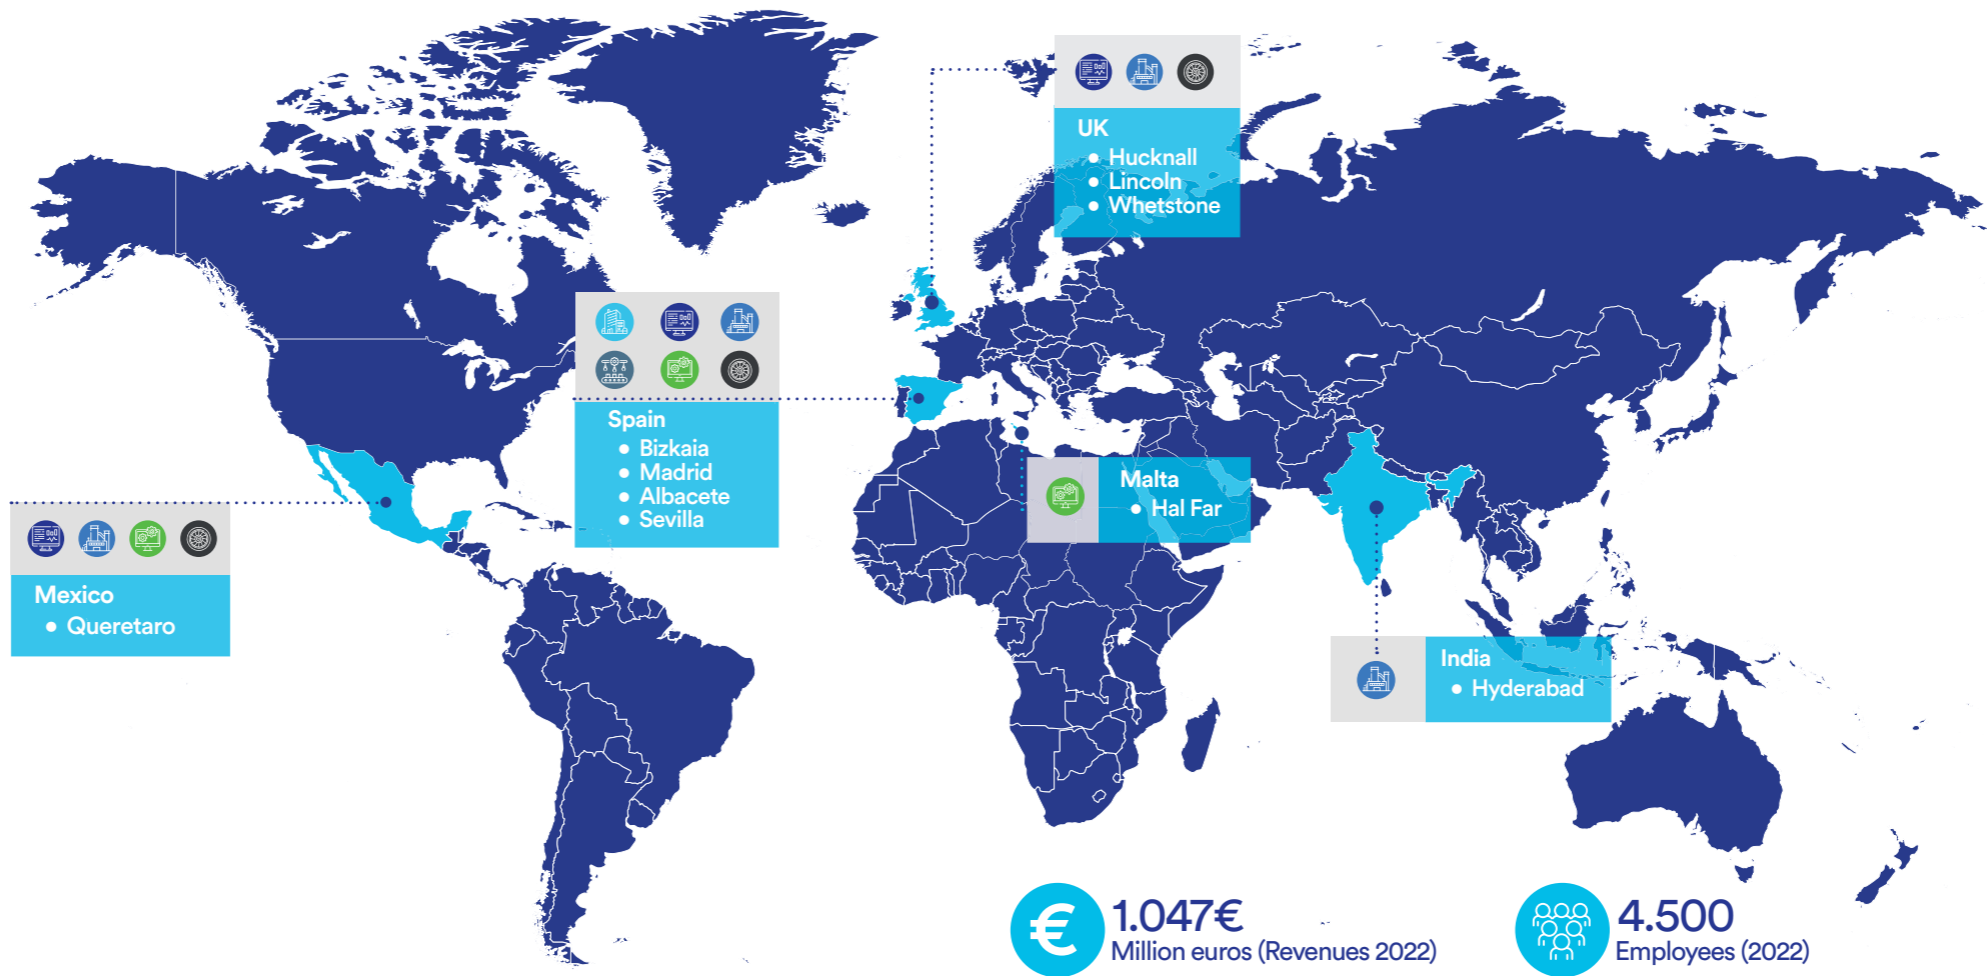 UK
• Hucknall
• Lincoln
• Whetstone
Spain
• Bizkaia
• Madrid
• Albacete
• Sevilla
Malta
• Hal Far
Mexico
• Queretaro
India
• Hyderabad
€
1.047€
Million euros (Revenues 2022)
4.500
Employees (2022)